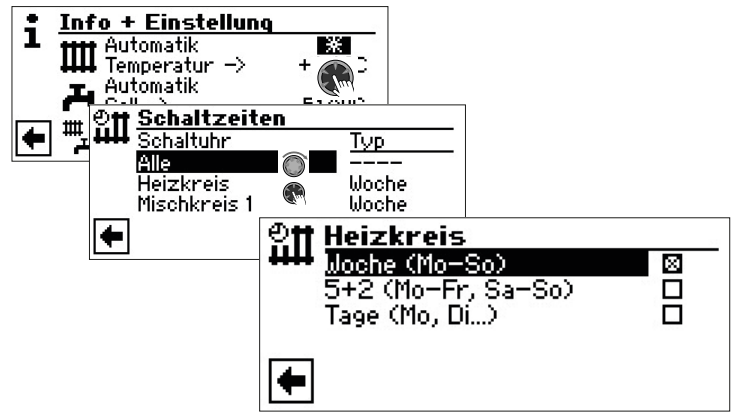 Info + Einstellung
Automatik
Temperatur ->
+
Automatik
Schaltzeiten
Schaltuhr Typ
Alle ----
Heizkreis Woche
Mischkreis 1 Woche
Heizkreis
Woche (Mo-So)
5+2 (Mo-Fr, Sa-So)
Tage (Mo, Di...)